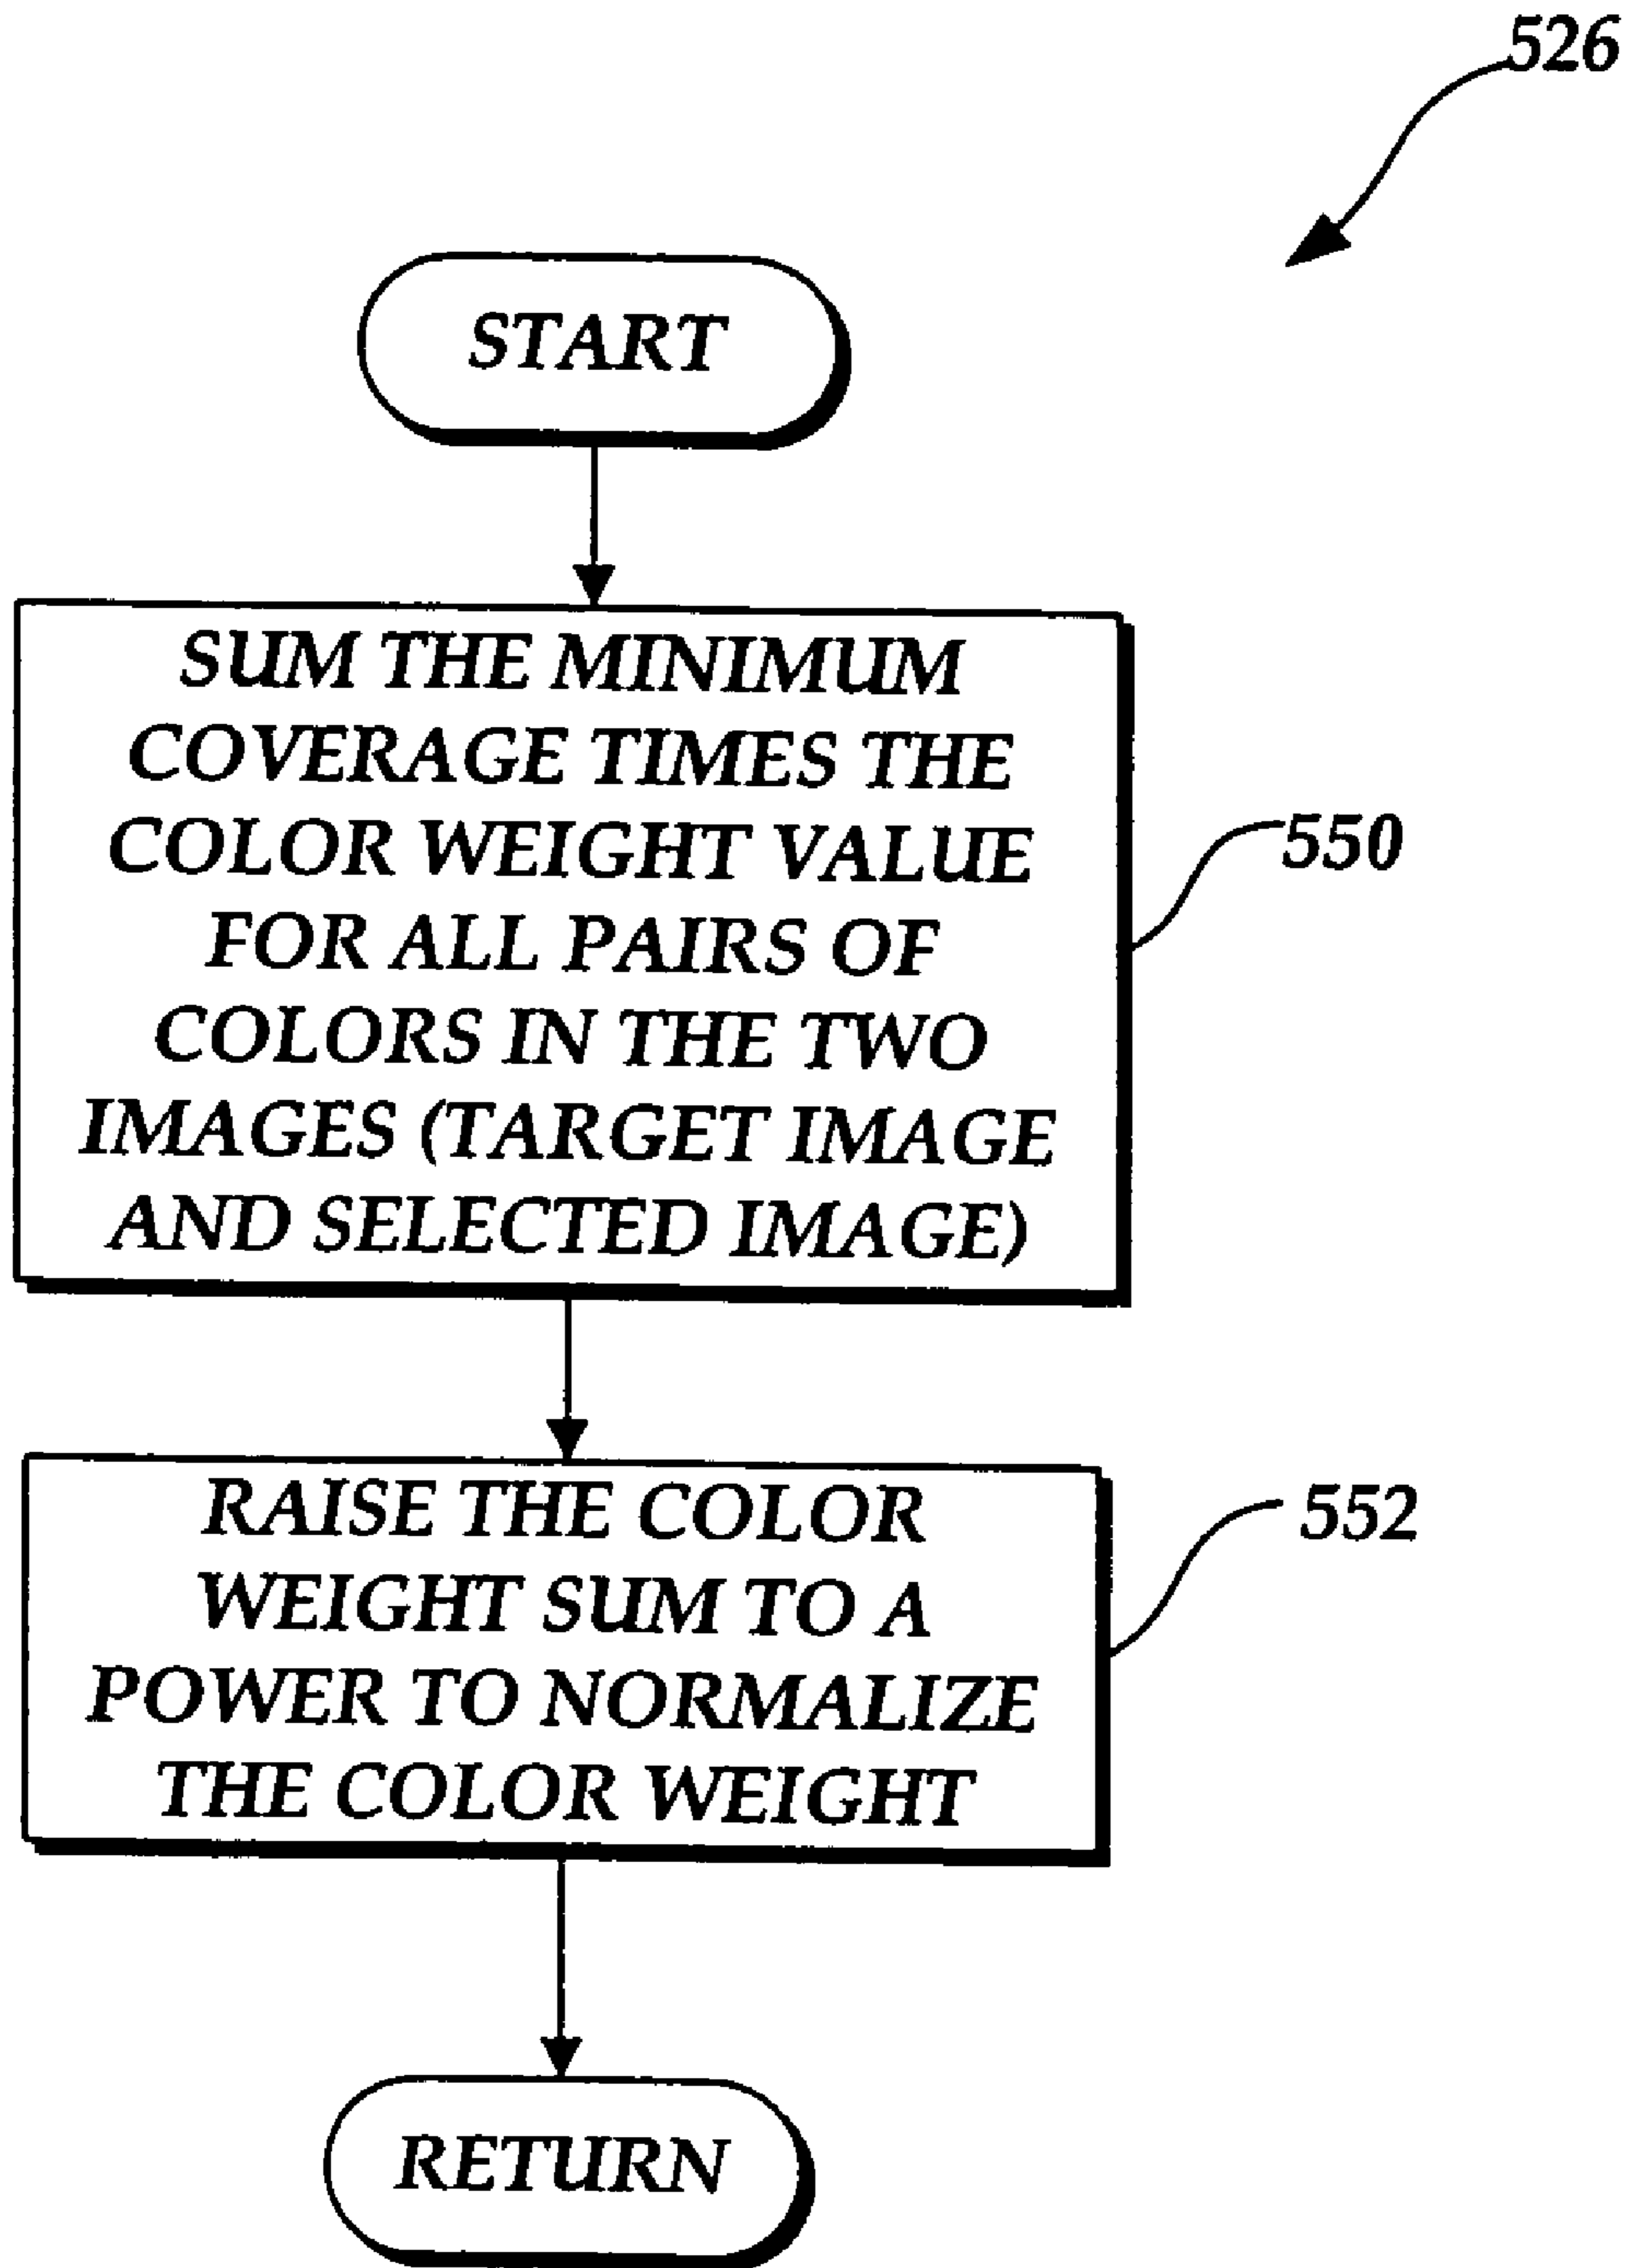 526
START
SUM THE MINIMUM
COVERAGE TIMES THE
COLOR WEIGHT VALUE
FOR ALL PAIRS OF
COLORS IN THE TWO
IMAGES (TARGET IMAGE
AND SELECTED IMAGE)
550
RAISE THE COLOR
WEIGHT SUM TO A
POWER TO NORMALIZE
THE COLOR WEIGHT
552
RETURN